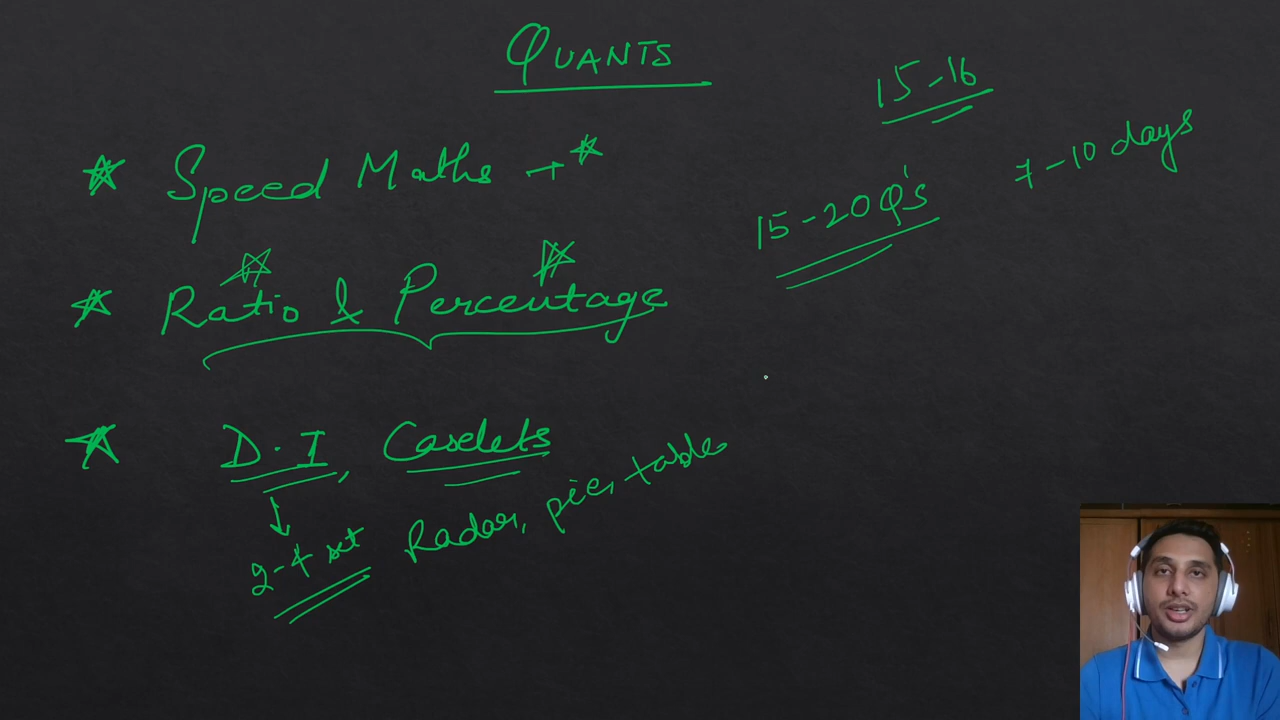 QUANTS
15-16
7-10 days
Speed Maths →
15-20 Q's
Ratio & Percentage
D.I, Caselets
2-4 set
Radar, pie, table